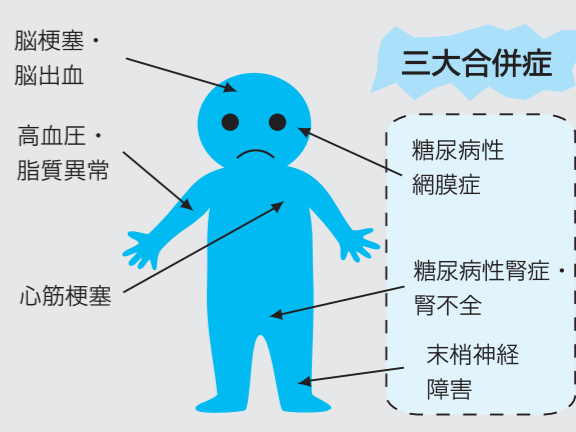 脳梗塞・
脳出血
高血圧・
脂質異常
心筋梗塞
三大合併症
糖尿病性
網膜症
糖尿病性腎症・
腎不全
末梢神経
障害